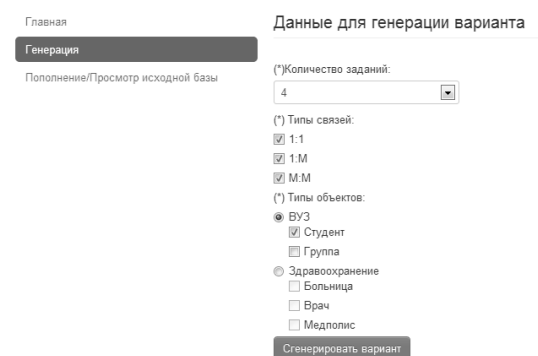 Главная
Генерация
Пополнение/Просмотр исходной базы
Данные для генерации варианта
(*)Количество заданий:
4
(*) Типы связей:
1:1
1:М
М:М
(*) Типы объектов:
ВУЗ
Студент
Группа
Здравоохранение
Больница
Врач
Медполис
Сгенерировать вариант